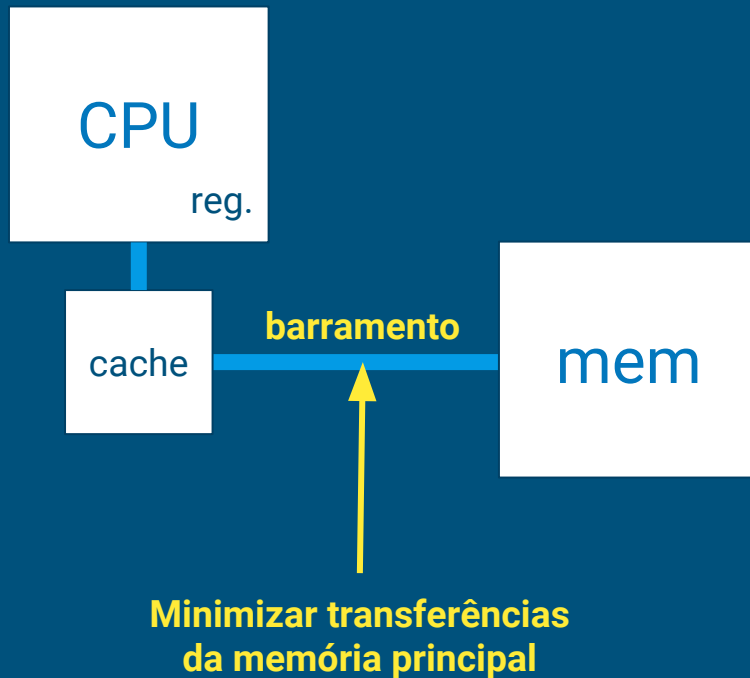 CPU
reg.
barramento
cache
mem
Minimizar transferências
da memória principal